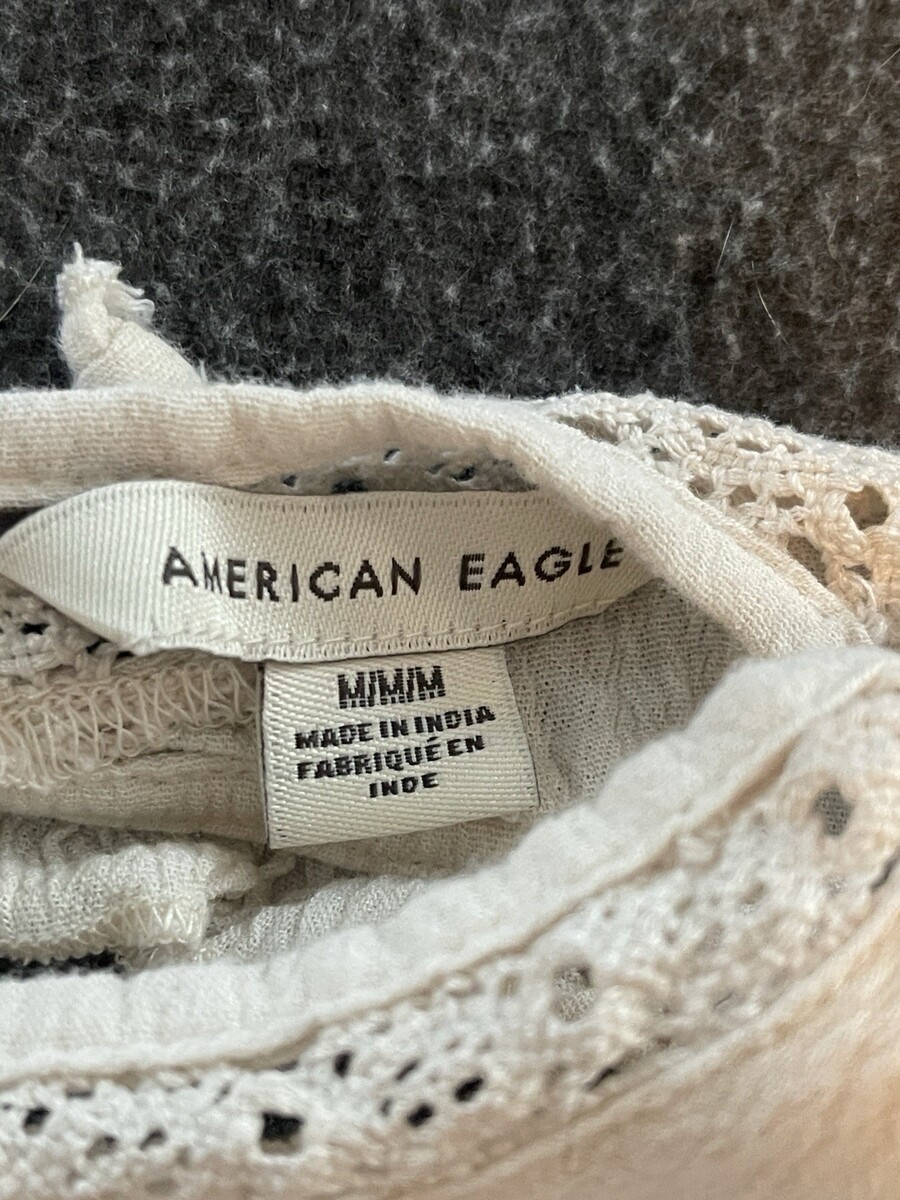 AMERICAN EAGLE
M/M/M
MADE IN INDIA
FABRIQUÉ EN
INDE